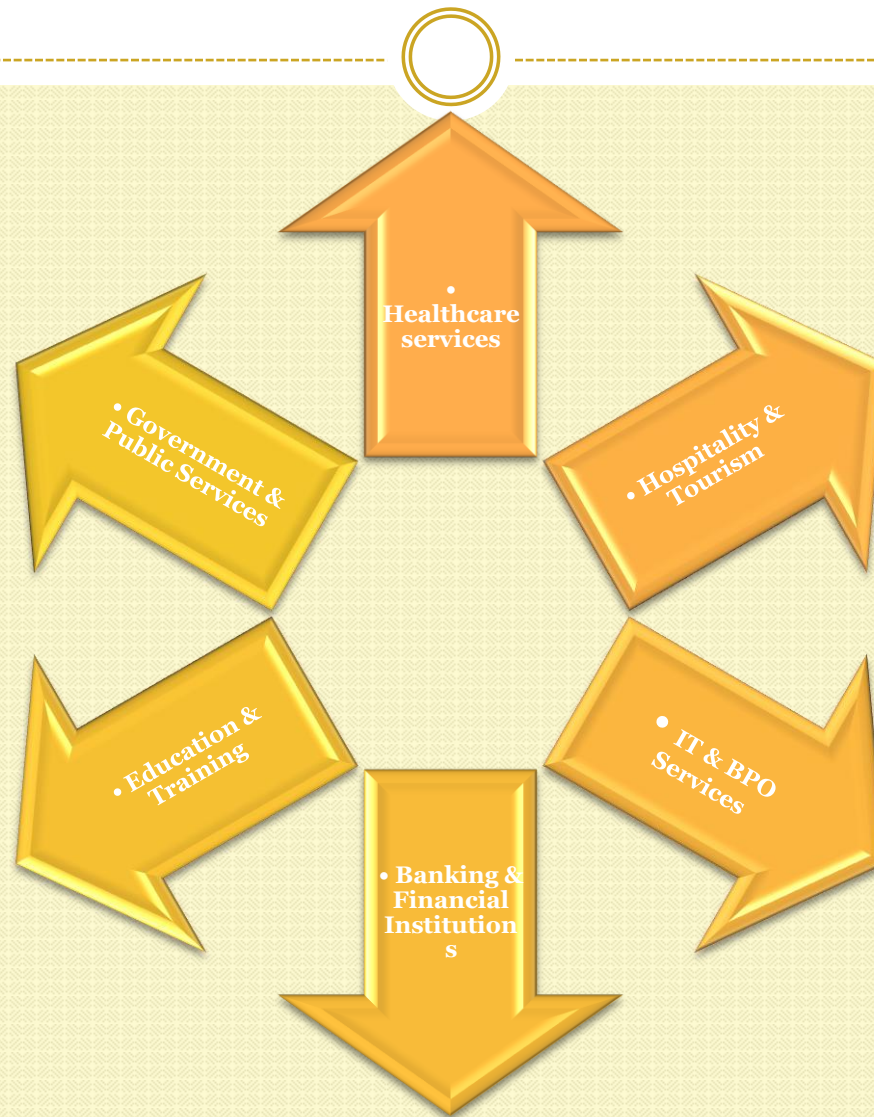 •
Healthcare
services
• Hospitality &
Tourism
• IT & BPO
Services
• Banking &
Financial
Institution
s
• Education &
Training
• Government &
Public Services